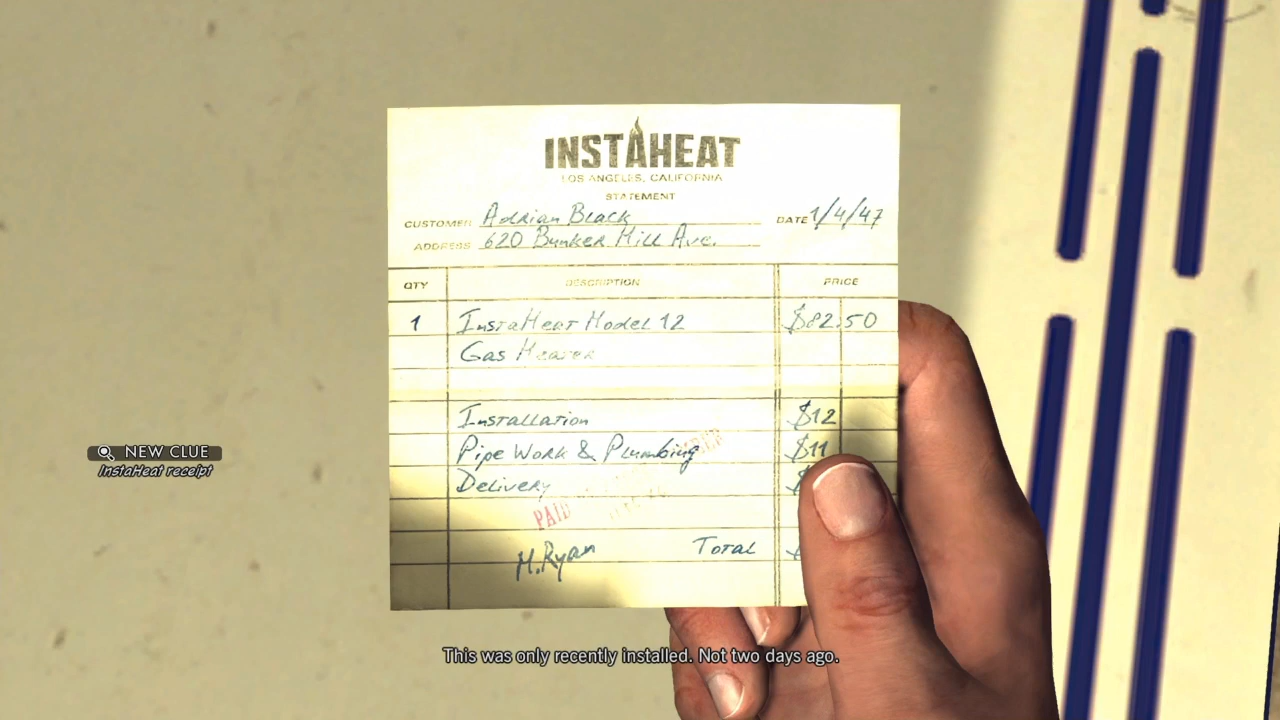 INSTAHEAT
LOS ANGELES, CALIFORNIA
STATEMENT
CUSTOMER Adrian Black DATE 1/4/47
ADDRESS 620 Bunker Hill Ave.
QTY DESCRIPTION PRICE
1 InstaHeat Model 12 $82.50
Gas Heater
Installation $12
Pipe Work & Plumbing $11
Delivery $
PAID
M.Ryan Total $
NEW CLUE
InstaHeat receipt
This was only recently installed. Not two days ago.